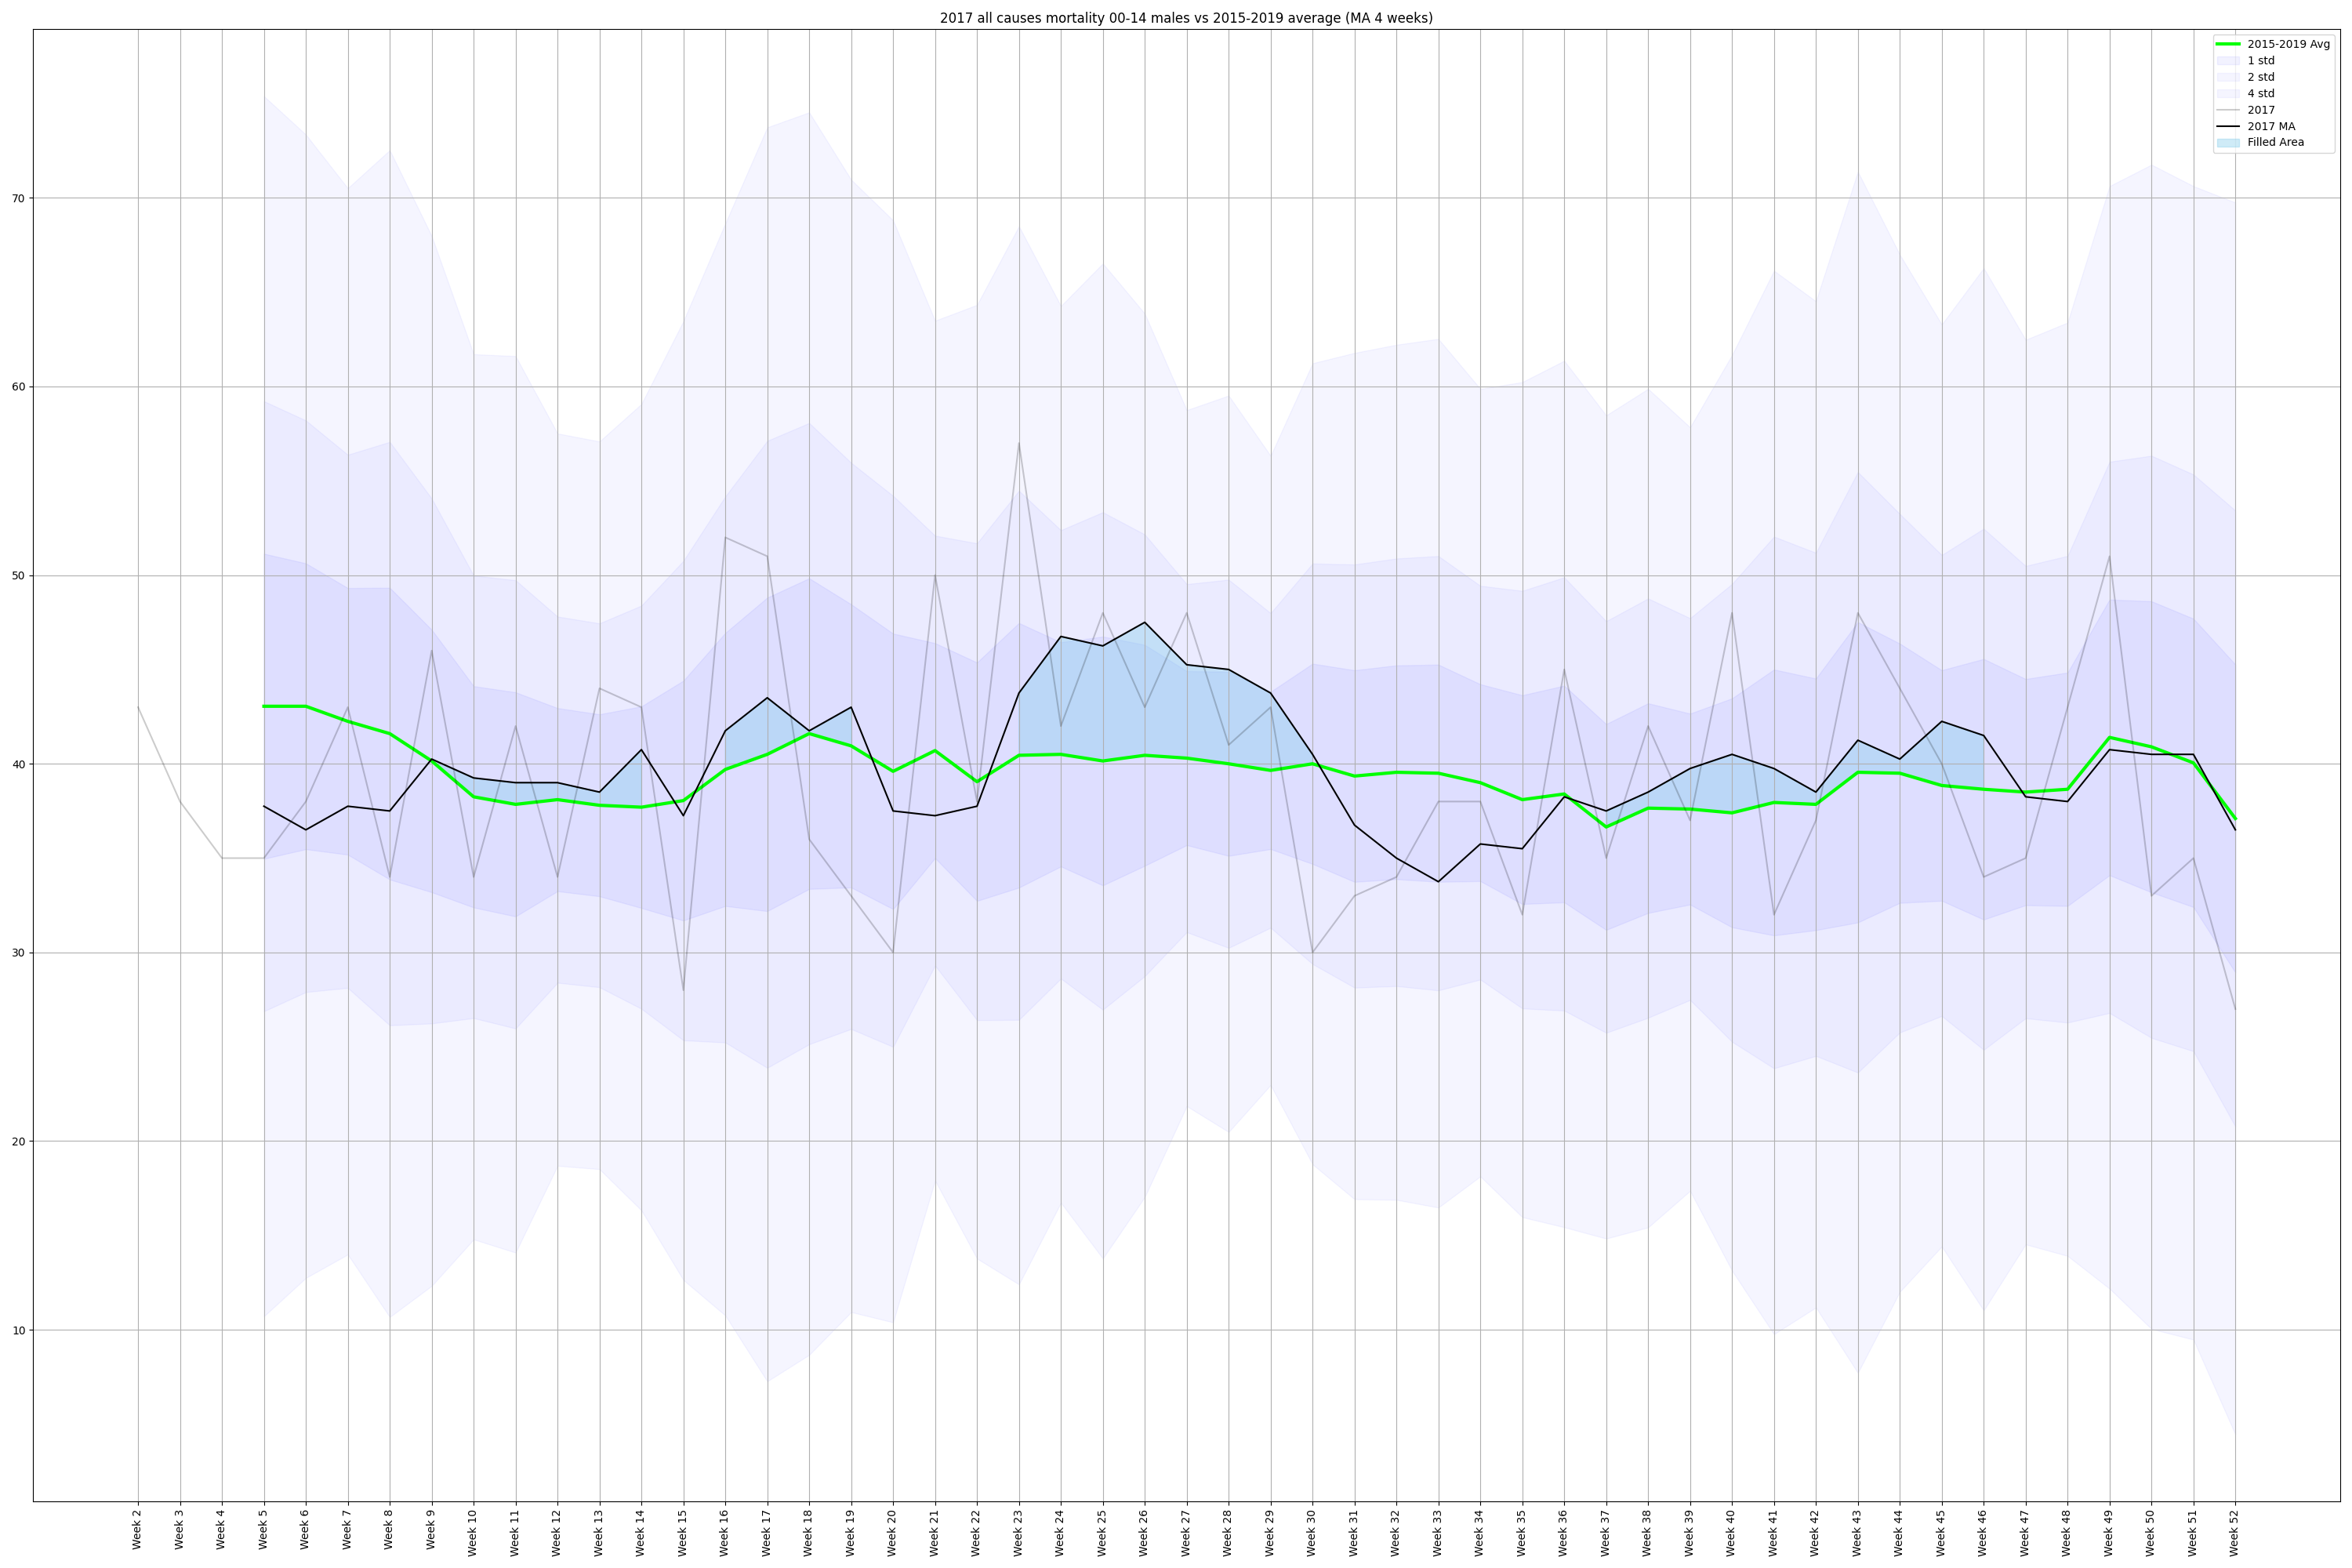 2017 all causes mortality 00-14 males vs 2015-2019 average (MA 4 weeks)
2015-2019 Avg
1 std
2 std
4 std
2017
2017 MA
Filled Area
70
60
50
40
30
20
10
Week 2
Week 3
Week 4
Week 5
Week 6
Week 7
Week 8
Week 9
Week 10
Week 11
Week 12
Week 13
Week 14
Week 15
Week 16
Week 17
Week 18
Week 19
Week 20
Week 21
Week 22
Week 23
Week 24
Week 25
Week 26
Week 27
Week 28
Week 29
Week 30
Week 31
Week 32
Week 33
Week 34
Week 35
Week 36
Week 37
Week 38
Week 39
Week 40
Week 41
Week 42
Week 43
Week 44
Week 45
Week 46
Week 47
Week 48
Week 49
Week 50
Week 51
Week 52